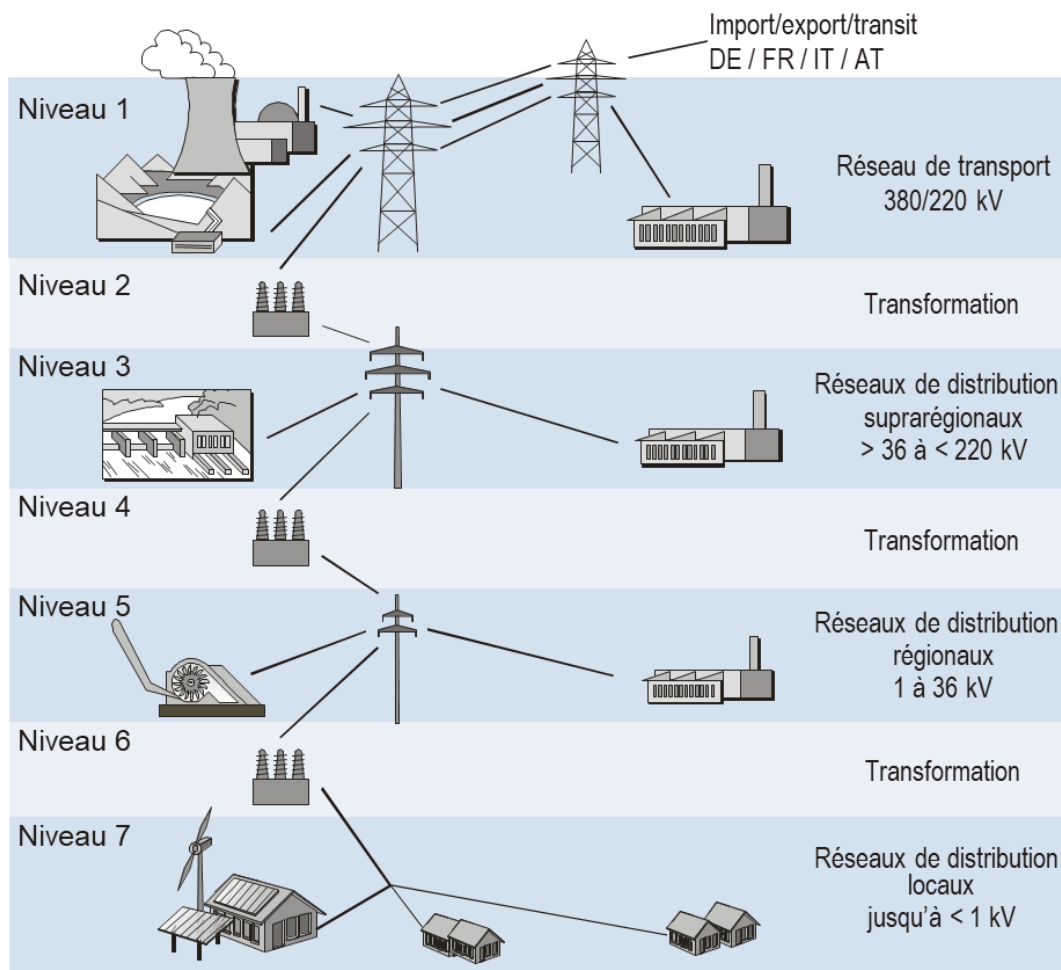 Import/export/transit
DE / FR / IT / AT
Niveau 1
Réseau de transport
380/220 kV
Niveau 2
Transformation
Niveau 3
Réseaux de distribution
suprarégionaux
> 36 à < 220 kV
Niveau 4
Transformation
Niveau 5
Réseaux de distribution
régionaux
1 à 36 kV
Niveau 6
Transformation
Niveau 7
Réseaux de distribution
locaux
jusqu'à < 1 kV